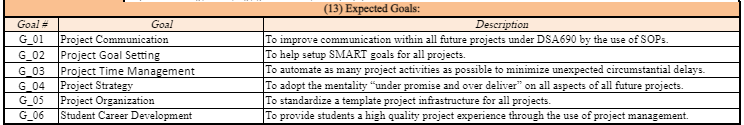 (13) Expected Goals:
Goal # Goal Description
G_01 Project Communication To improve communication within all future projects under DSA690 by the use of SOPs.
G_02 Project Goal Setting To help setup SMART goals for all projects.
G_03 Project Time Management To automate as many project activities as possible to minimize unexpected circumstantial delays.
G_04 Project Strategy To adopt the mentality “under promise and over deliver” on all aspects of all future projects.
G_05 Project Organization To standardize a template project infrastructure for all projects.
G_06 Student Career Development To provide students a high quality project experience through the use of project management.